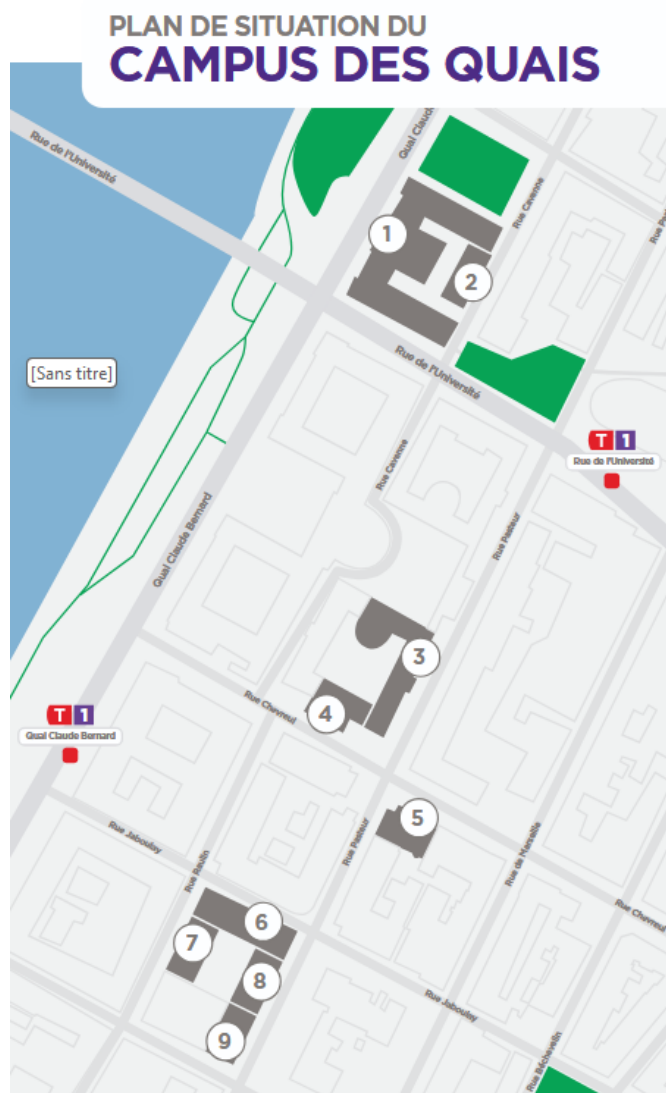 PLAN DE SITUATION DU
CAMPUS DES QUAIS
Rue de l'Université
Quai Claude
Rue Cavenne
1
2
[Sans titre]
Rue de l'Université
T 1
Rue de l'Université
Rue Cavenne
Rue Pasteur
Quai Claude Bernard
3
4
Rue Chevreul
T 1
Quai Claude Bernard
5
Rue Jaboulay
Rue Pasteur
Rue de Marseille
Rue Raulin
6
7
8
9
Rue Chevreul
Rue Jaboulay
Rue Béchevelin